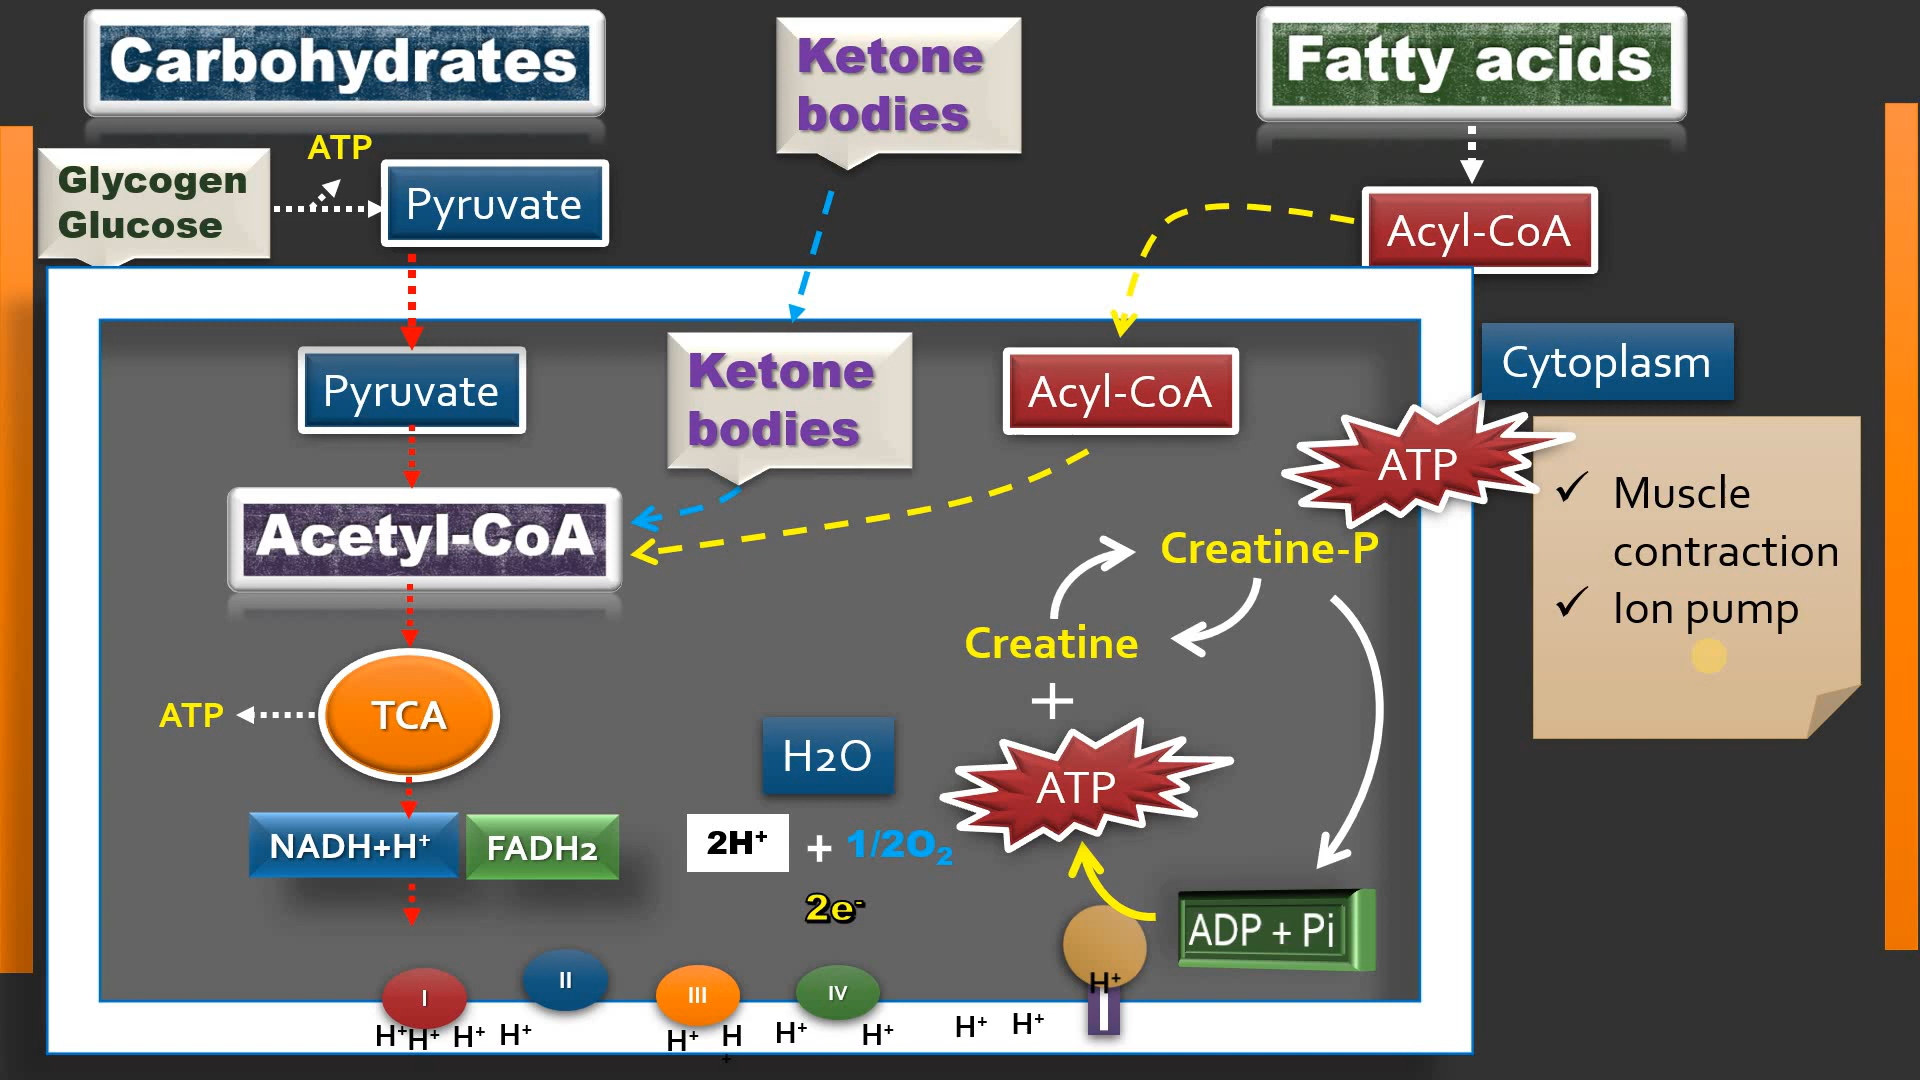 Carbohydrates
Ketone
bodies
Fatty acids
ATP
Glycogen
Glucose
Pyruvate
Acyl-CoA
Pyruvate
Ketone
bodies
Acyl-CoA
Cytoplasm
ATP
✓ Muscle
contraction
✓ Ion pump
Acetyl-CoA
Creatine-P
Creatine
+
ATP
TCA
H2O
ATP
NADH+H⁺
FADH2
2H⁺ + 1/2O₂
2e⁻
ADP + Pi
I
II
III
IV
H⁺
H⁺
H⁺
H⁺
H⁺
H⁺
H⁺
H⁺
H⁺
H⁺
H⁺